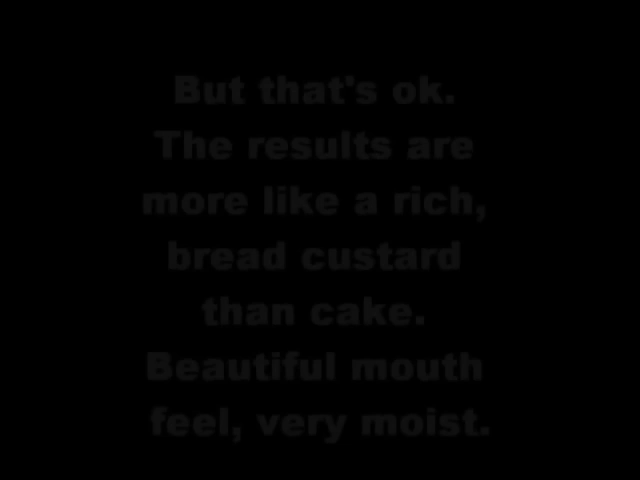 But that's ok.
The results are
more like a rich,
bread custard
than cake.
Beautiful mouth
feel, very moist.